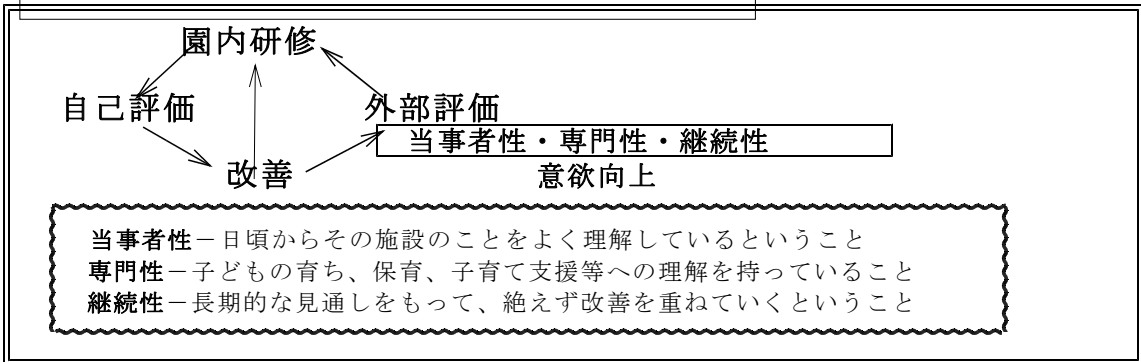 園内研修
自己評価 外部評価
当事者性・専門性・継続性
改善 意欲向上
当事者性－日頃からその施設のことをよく理解しているということ
専門性－子どもの育ち、保育、子育て支援等への理解を持っていること
継続性－長期的な見通しをもって、絶えず改善を重ねていくということ